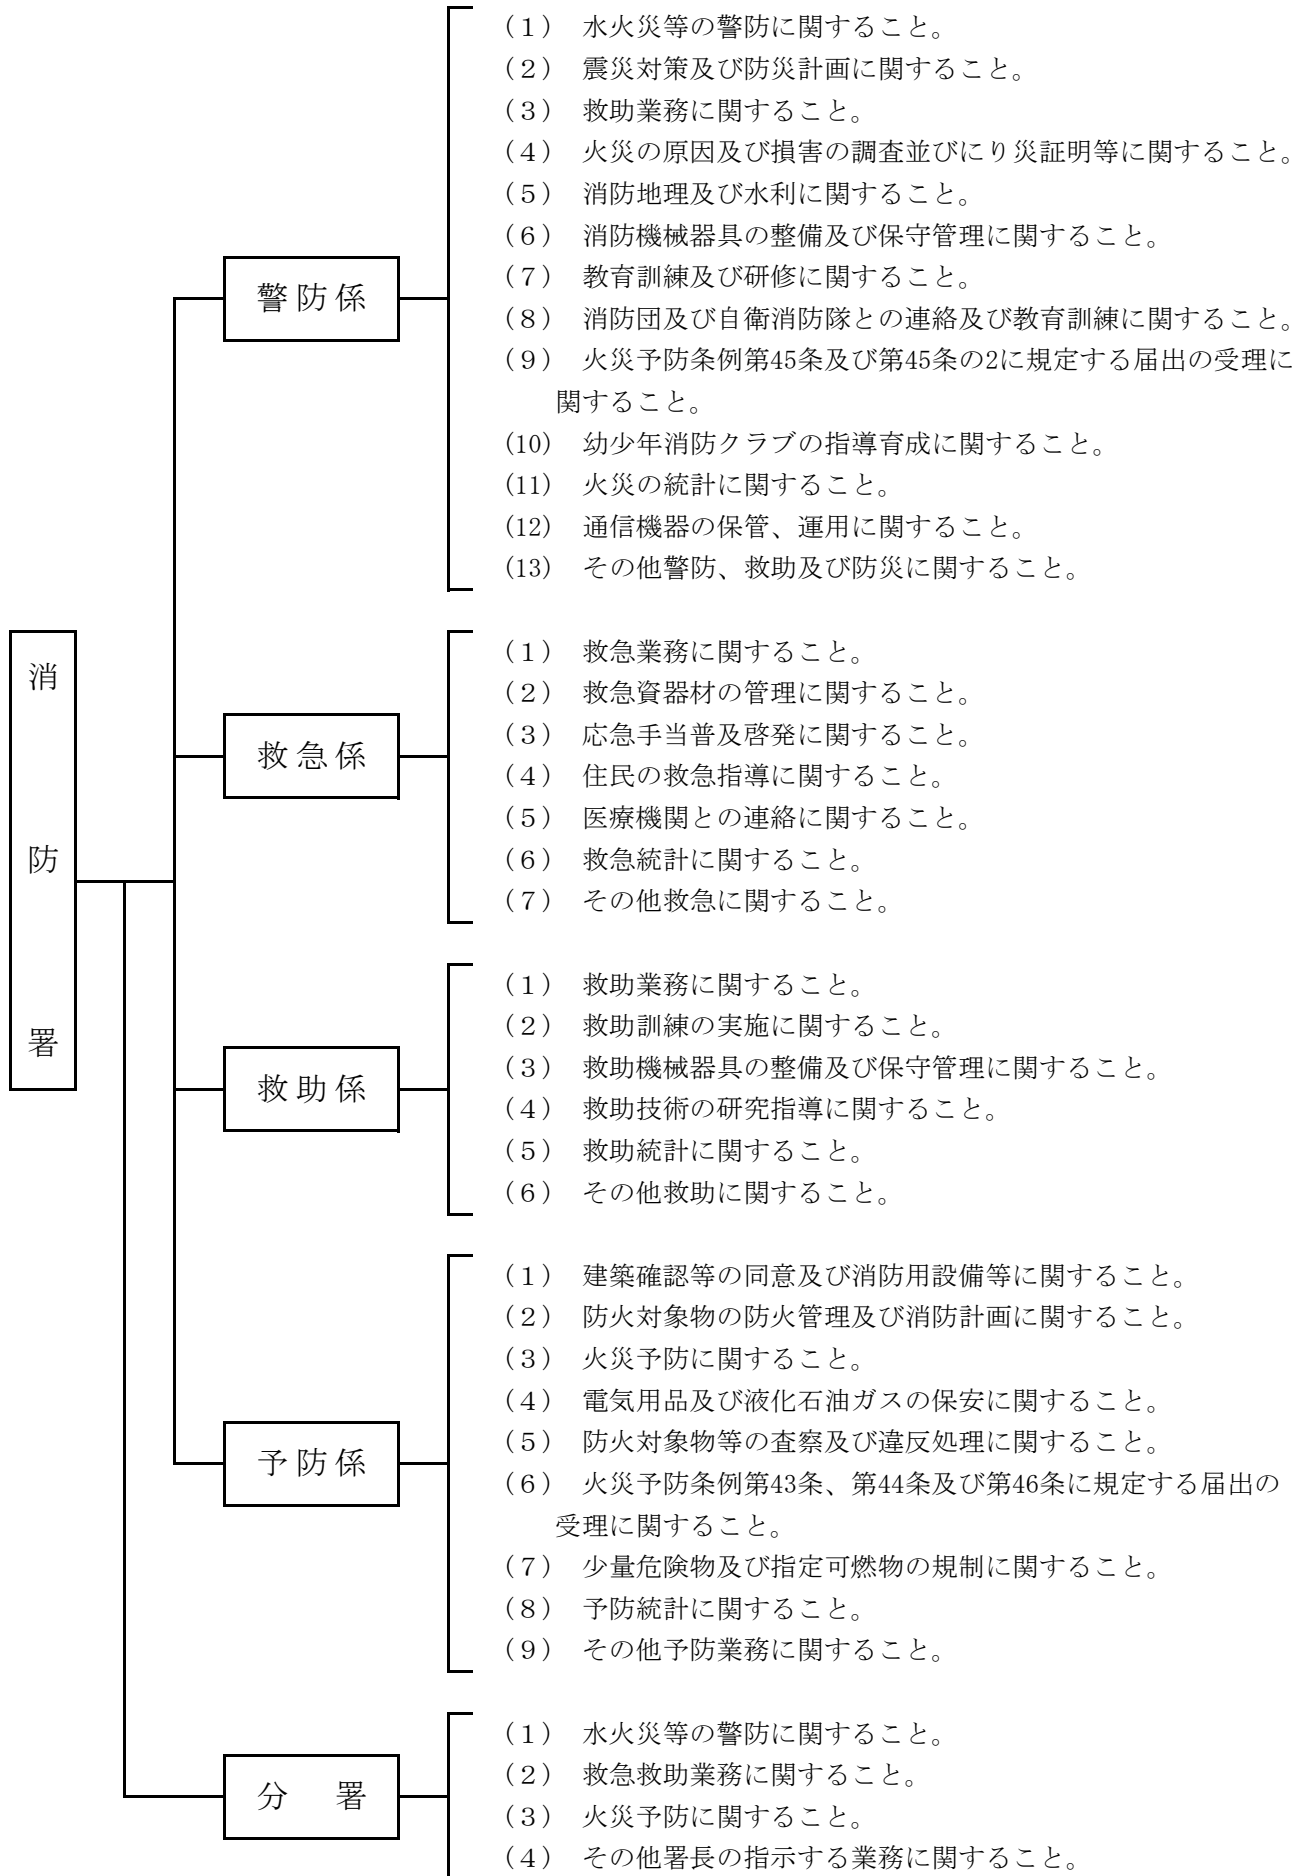 消防署
警防係
（１） 水火災等の警防に関すること。
（２） 震災対策及び防災計画に関すること。
（３） 救助業務に関すること。
（４） 火災の原因及び損害の調査並びにり災証明等に関すること。
（５） 消防地理及び水利に関すること。
（６） 消防機械器具の整備及び保守管理に関すること。
（７） 教育訓練及び研修に関すること。
（８） 消防団及び自衛消防隊との連絡及び教育訓練に関すること。
（９） 火災予防条例第45条及び第45条の2に規定する届出の受理に
関すること。
(10) 幼少年消防クラブの指導育成に関すること。
(11) 火災の統計に関すること。
(12) 通信機器の保管、運用に関すること。
(13) その他警防、救助及び防災に関すること。
救急係
（１） 救急業務に関すること。
（２） 救急資器材の管理に関すること。
（３） 応急手当普及啓発に関すること。
（４） 住民の救急指導に関すること。
（５） 医療機関との連絡に関すること。
（６） 救急統計に関すること。
（７） その他救急に関すること。
救助係
（１） 救助業務に関すること。
（２） 救助訓練の実施に関すること。
（３） 救助機械器具の整備及び保守管理に関すること。
（４） 救助技術の研究指導に関すること。
（５） 救助統計に関すること。
（６） その他救助に関すること。
予防係
（１） 建築確認等の同意及び消防用設備等に関すること。
（２） 防火対象物の防火管理及び消防計画に関すること。
（３） 火災予防に関すること。
（４） 電気用品及び液化石油ガスの保安に関すること。
（５） 防火対象物等の査察及び違反処理に関すること。
（６） 火災予防条例第43条、第44条及び第46条に規定する届出の
受理に関すること。
（７） 少量危険物及び指定可燃物の規制に関すること。
（８） 予防統計に関すること。
（９） その他予防業務に関すること。
分　署
（１） 水火災等の警防に関すること。
（２） 救急救助業務に関すること。
（３） 火災予防に関すること。
（４） その他署長の指示する業務に関すること。